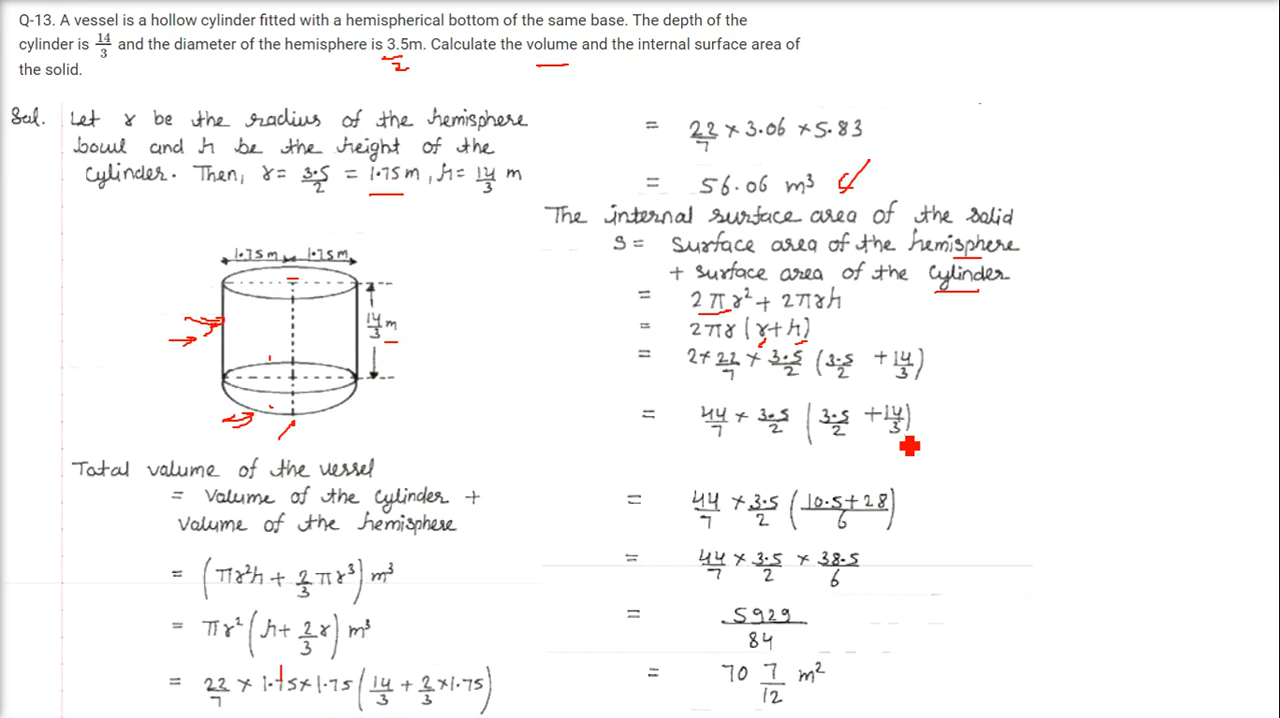 Q-13. A vessel is a hollow cylinder fitted with a hemispherical bottom of the same base. The depth of the
cylinder is 14/3 and the diameter of the hemisphere is 3.5m. Calculate the volume and the internal surface area of
the solid.
2
Sol. Let r be the radius of the hemisphere
bowl and h be the height of the
cylinder. Then, r = 3.5/2 = 1.75 m, h = 14/3 m
1.75m 1.75m
14/3 m
Total volume of the vessel
= volume of the cylinder +
volume of the hemisphere
= (πr²h + 2/3 πr³) m³
= πr² (h + 2/3 r) m³
= 22/7 × 1.75 × 1.75 (14/3 + 2/3 × 1.75)
= 22/7 × 3.06 × 5.83
= 56.06 m³
The internal surface area of the solid
S = surface area of the hemisphere
+ surface area of the cylinder
= 2πr² + 2πrh
= 2πr (r + h)
= 2 × 22/7 × 3.5/2 (3.5/2 + 14/3)
= 44/7 × 3.5/2 (3.5/2 + 14/3)
= 44/7 × 3.5/2 (10.5 + 28/6)
= 44/7 × 3.5/2 × 38.5/6
= 5929/84
= 70 7/12 m²